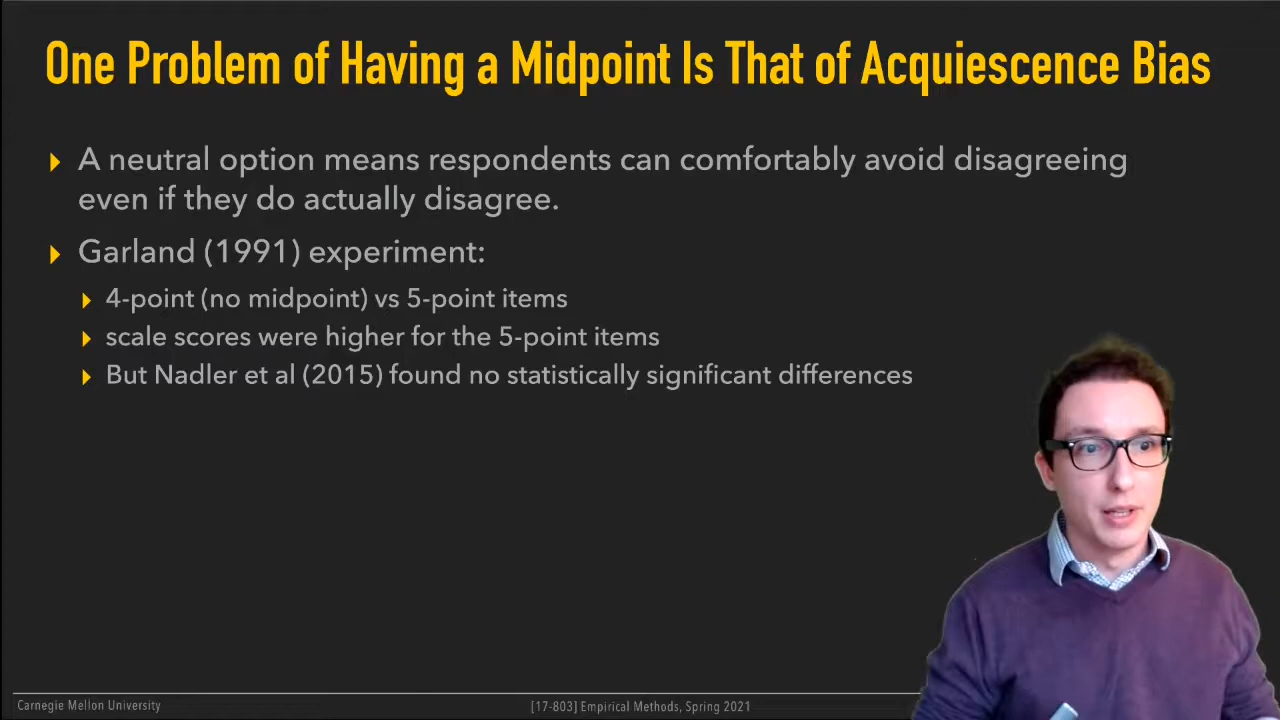 One Problem of Having a Midpoint Is That of Acquiescence Bias
A neutral option means respondents can comfortably avoid disagreeing
even if they do actually disagree.
Garland (1991) experiment:
4-point (no midpoint) vs 5-point items
scale scores were higher for the 5-point items
But Nadler et al (2015) found no statistically significant differences
Carnegie Mellon University
[17-803] Empirical Methods, Spring 2021